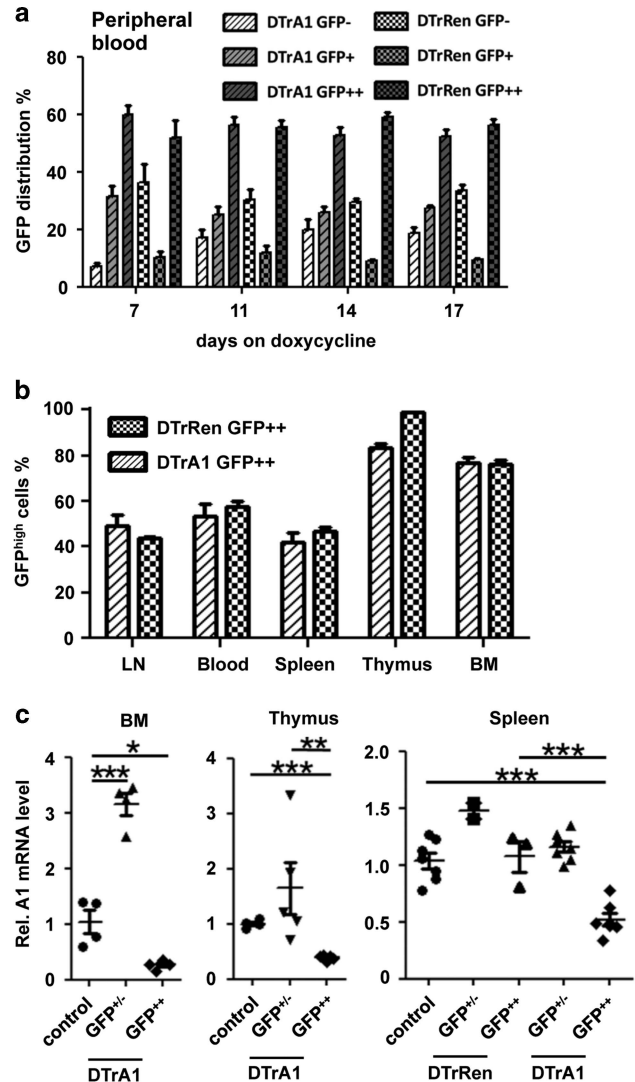 a
Peripheral blood
DTrA1 GFP-
DTrRen GFP-
DTrA1 GFP+
DTrRen GFP+
DTrA1 GFP++
DTrRen GFP++
GFP distribution %
80
60
40
20
0
7 11 14 17
days on doxycycline
b
DTrRen GFP++
DTrA1 GFP++
GFPhigh cells %
100
80
60
40
20
0
LN Blood Spleen Thymus BM
c
BM
Thymus
Spleen
Rel. A1 mRNA level
4
3
2
1
0
*
***
control GFP+/- GFP++
DTrA1
4
2
1
0
**
***
control GFP+/- GFP++
DTrA1
2.0
1.5
1.0
0.5
0
***
***
control GFP+/- GFP++ GFP+/- GFP++
DTrRen DTrA1